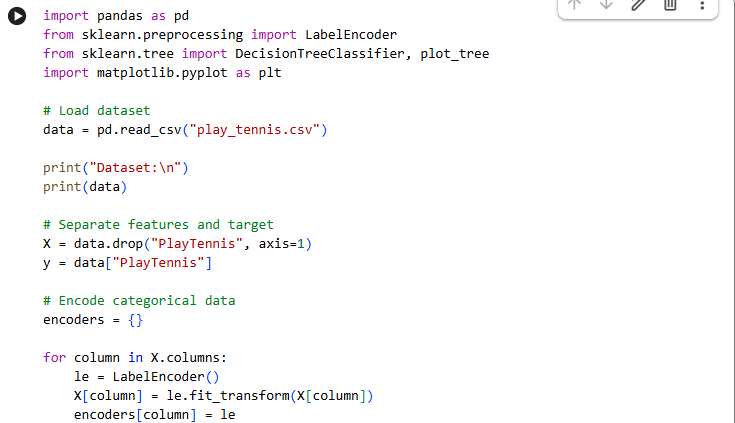 import pandas as pd
from sklearn.preprocessing import LabelEncoder
from sklearn.tree import DecisionTreeClassifier, plot_tree
import matplotlib.pyplot as plt

# Load dataset
data = pd.read_csv("play_tennis.csv")

print("Dataset:\n")
print(data)

# Separate features and target
X = data.drop("PlayTennis", axis=1)
y = data["PlayTennis"]

# Encode categorical data
encoders = {}

for column in X.columns:
    le = LabelEncoder()
    X[column] = le.fit_transform(X[column])
    encoders[column] = le